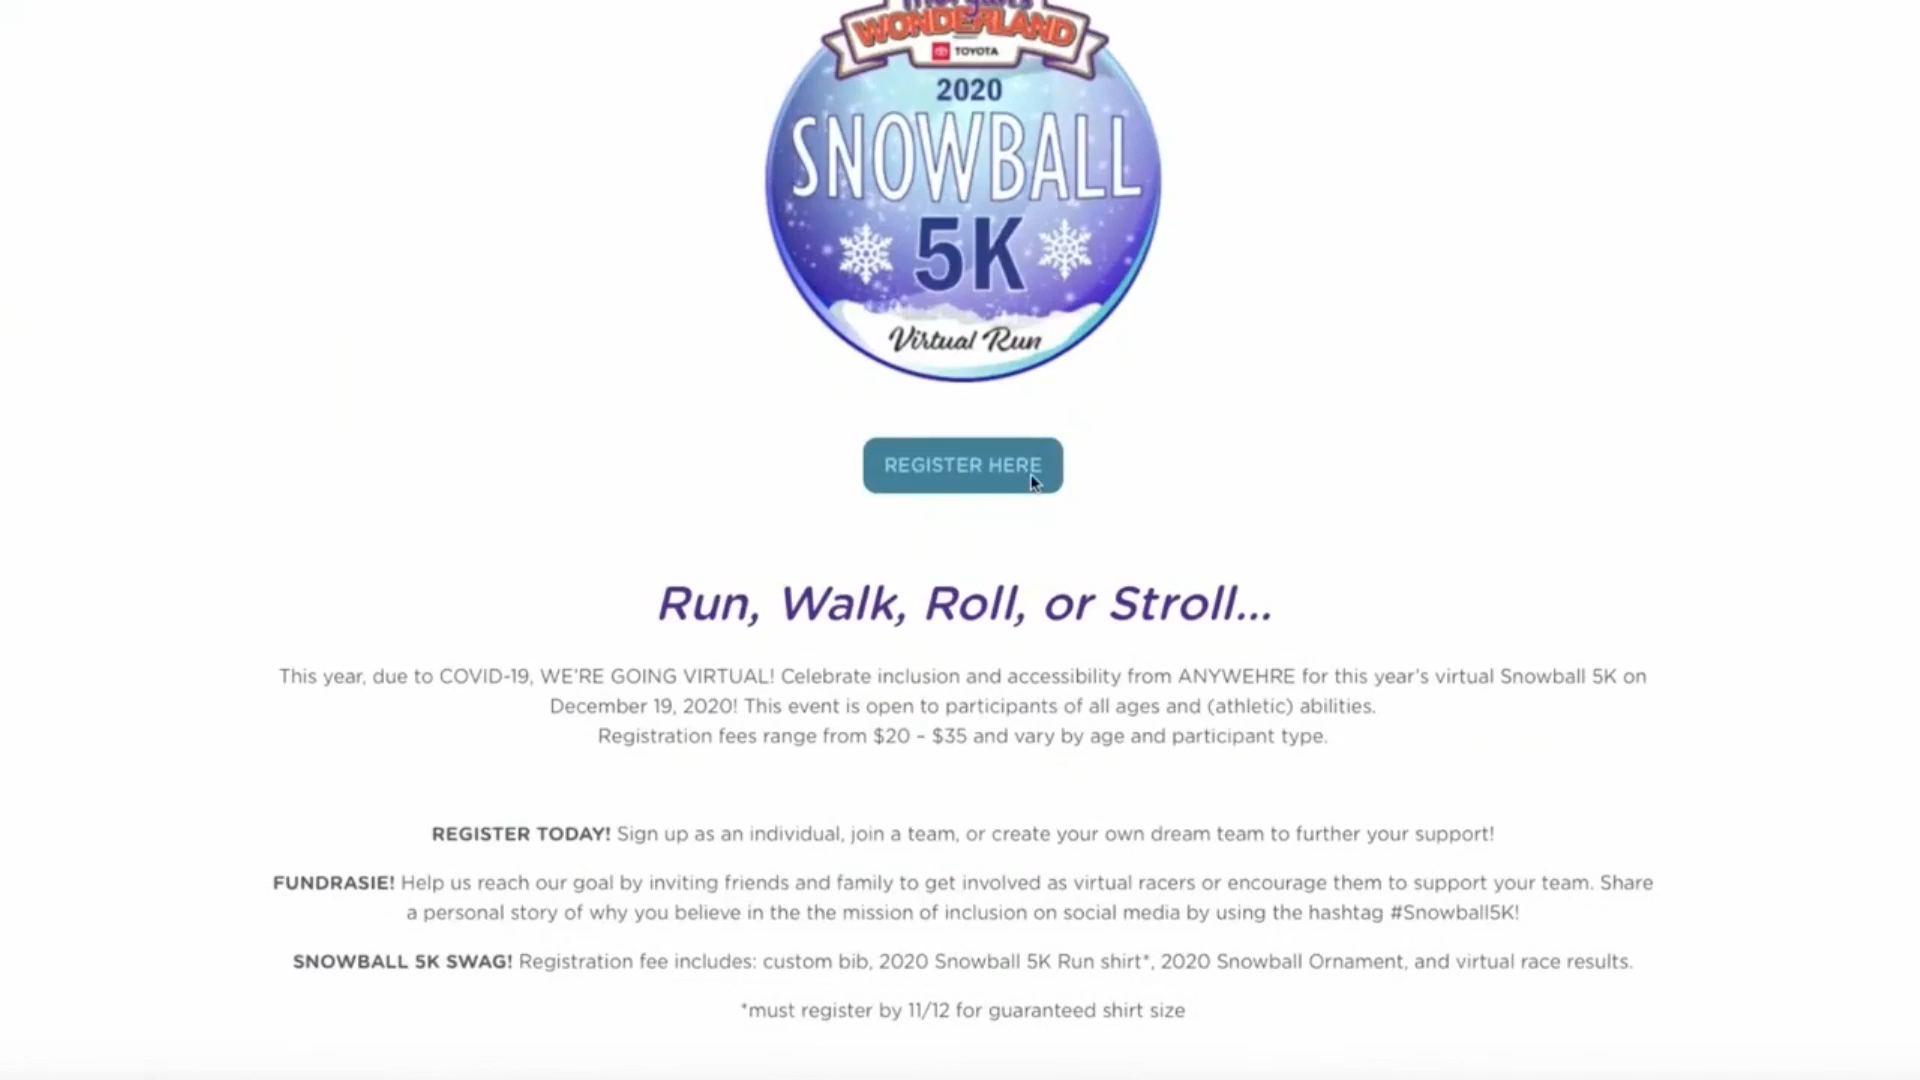 WONDERLAND
TOYOTA
2020
SNOWBALL
5K
Virtual Run
REGISTER HERE
Run, Walk, Roll, or Stroll...
This year, due to COVID-19, WE'RE GOING VIRTUAL! Celebrate inclusion and accessibility from ANYWEHRE for this year's virtual Snowball 5K on
December 19, 2020! This event is open to participants of all ages and (athletic) abilities.
Registration fees range from $20 – $35 and vary by age and participant type.
REGISTER TODAY! Sign up as an individual, join a team, or create your own dream team to further your support!
FUNDRASIE! Help us reach our goal by inviting friends and family to get involved as virtual racers or encourage them to support your team. Share
a personal story of why you believe in the the mission of inclusion on social media by using the hashtag #Snowball5K!
SNOWBALL 5K SWAG! Registration fee includes: custom bib, 2020 Snowball 5K Run shirt*, 2020 Snowball Ornament, and virtual race results.
*must register by 11/12 for guaranteed shirt size